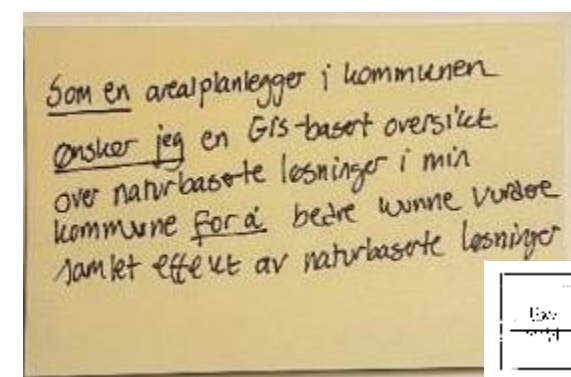 Som en arealplanlegger i kommunen
ønsker jeg en GIS-basert oversikt
over naturbaserte løsninger i min
kommune for å bedre kunne vurdere
samlet effekt av naturbaserte løsninger